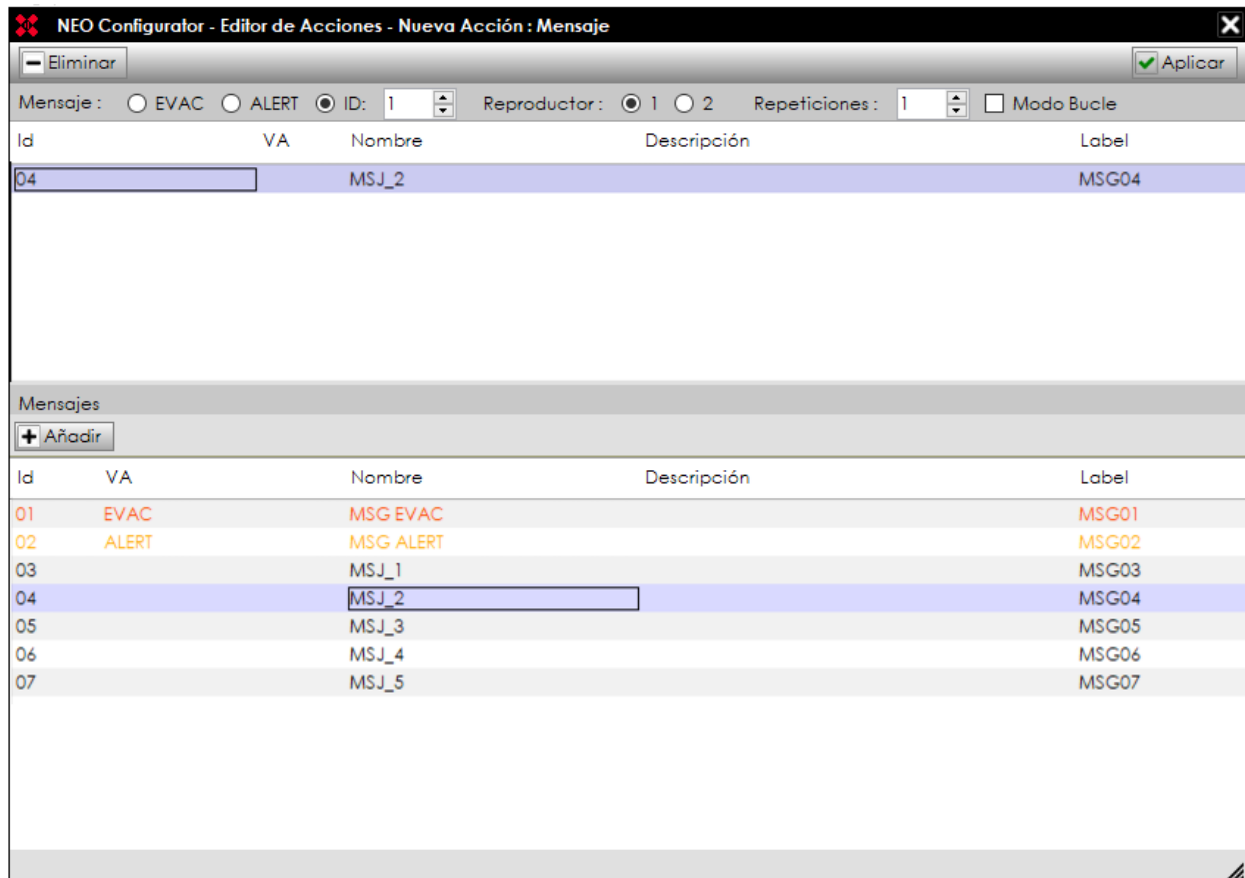 NEO Configurator - Editor de Acciones - Nueva Acción : Mensaje
Eliminar Aplicar
Mensaje : EVAC ALERT ID: 1 Reproductor : 1 2 Repeticiones : 1 Modo Bucle
Id VA Nombre Descripción Label
04 MSJ_2 MSG04
Mensajes
Añadir
Id VA Nombre Descripción Label
01 EVAC MSG EVAC MSG01
02 ALERT MSG ALERT MSG02
03 MSJ_1 MSG03
04 MSJ_2 MSG04
05 MSJ_3 MSG05
06 MSJ_4 MSG06
07 MSJ_5 MSG07